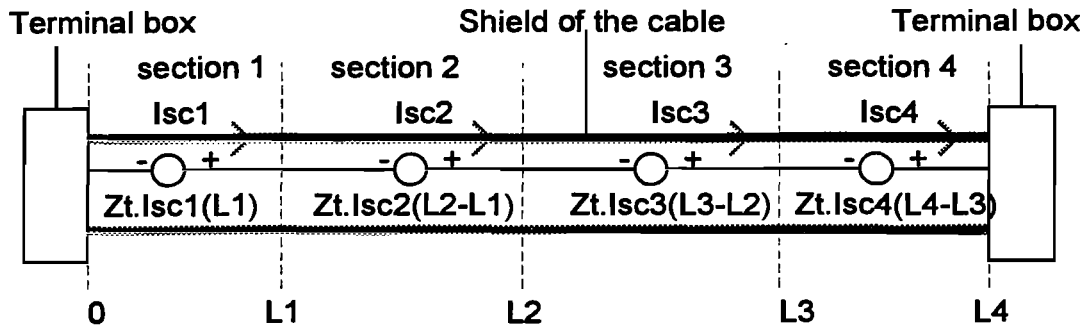 Terminal box Shield of the cable Terminal box
section 1 section 2 section 3 section 4
Isc1 Isc2 Isc3 Isc4
- + - + - + - +
Zt.Isc1(L1) Zt.Isc2(L2-L1) Zt.Isc3(L3-L2) Zt.Isc4(L4-L3)
0 L1 L2 L3 L4